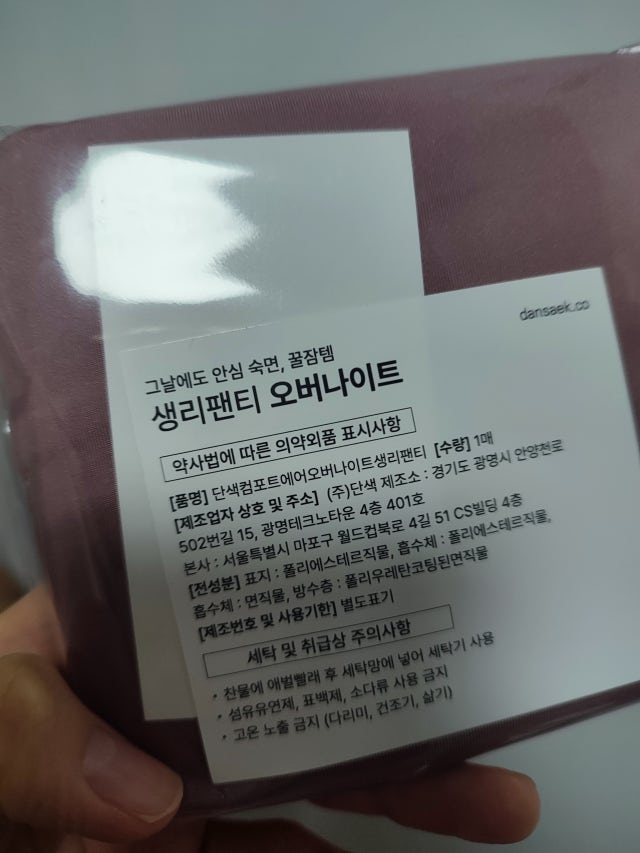 dansaek.co
그날에도 안심 숙면, 꿀잠템
생리팬티 오버나이트
약사법에 따른 의약외품 표시사항
[품명] 단색컴포트에어오버나이트생리팬티 [수량] 1매
[제조업자 상호 및 주소] (주)단색 제조소 : 경기도 광명시 안양천로
502번길 15, 광명테크노타운 4층 401호
본사 : 서울특별시 마포구 월드컵북로 4길 51 CS빌딩 4층
[전성분] 표지 : 폴리에스테르직물, 흡수체 : 폴리에스테르직물,
흡수체 : 면직물, 방수층 : 폴리우레탄코팅된면직물
[제조번호 및 사용기한] 별도표기
세탁 및 취급상 주의사항
• 찬물에 애벌빨래 후 세탁망에 넣어 세탁기 사용
• 섬유유연제, 표백제, 소다류 사용 금지
• 고온 노출 금지 (다리미, 건조기, 삶기)